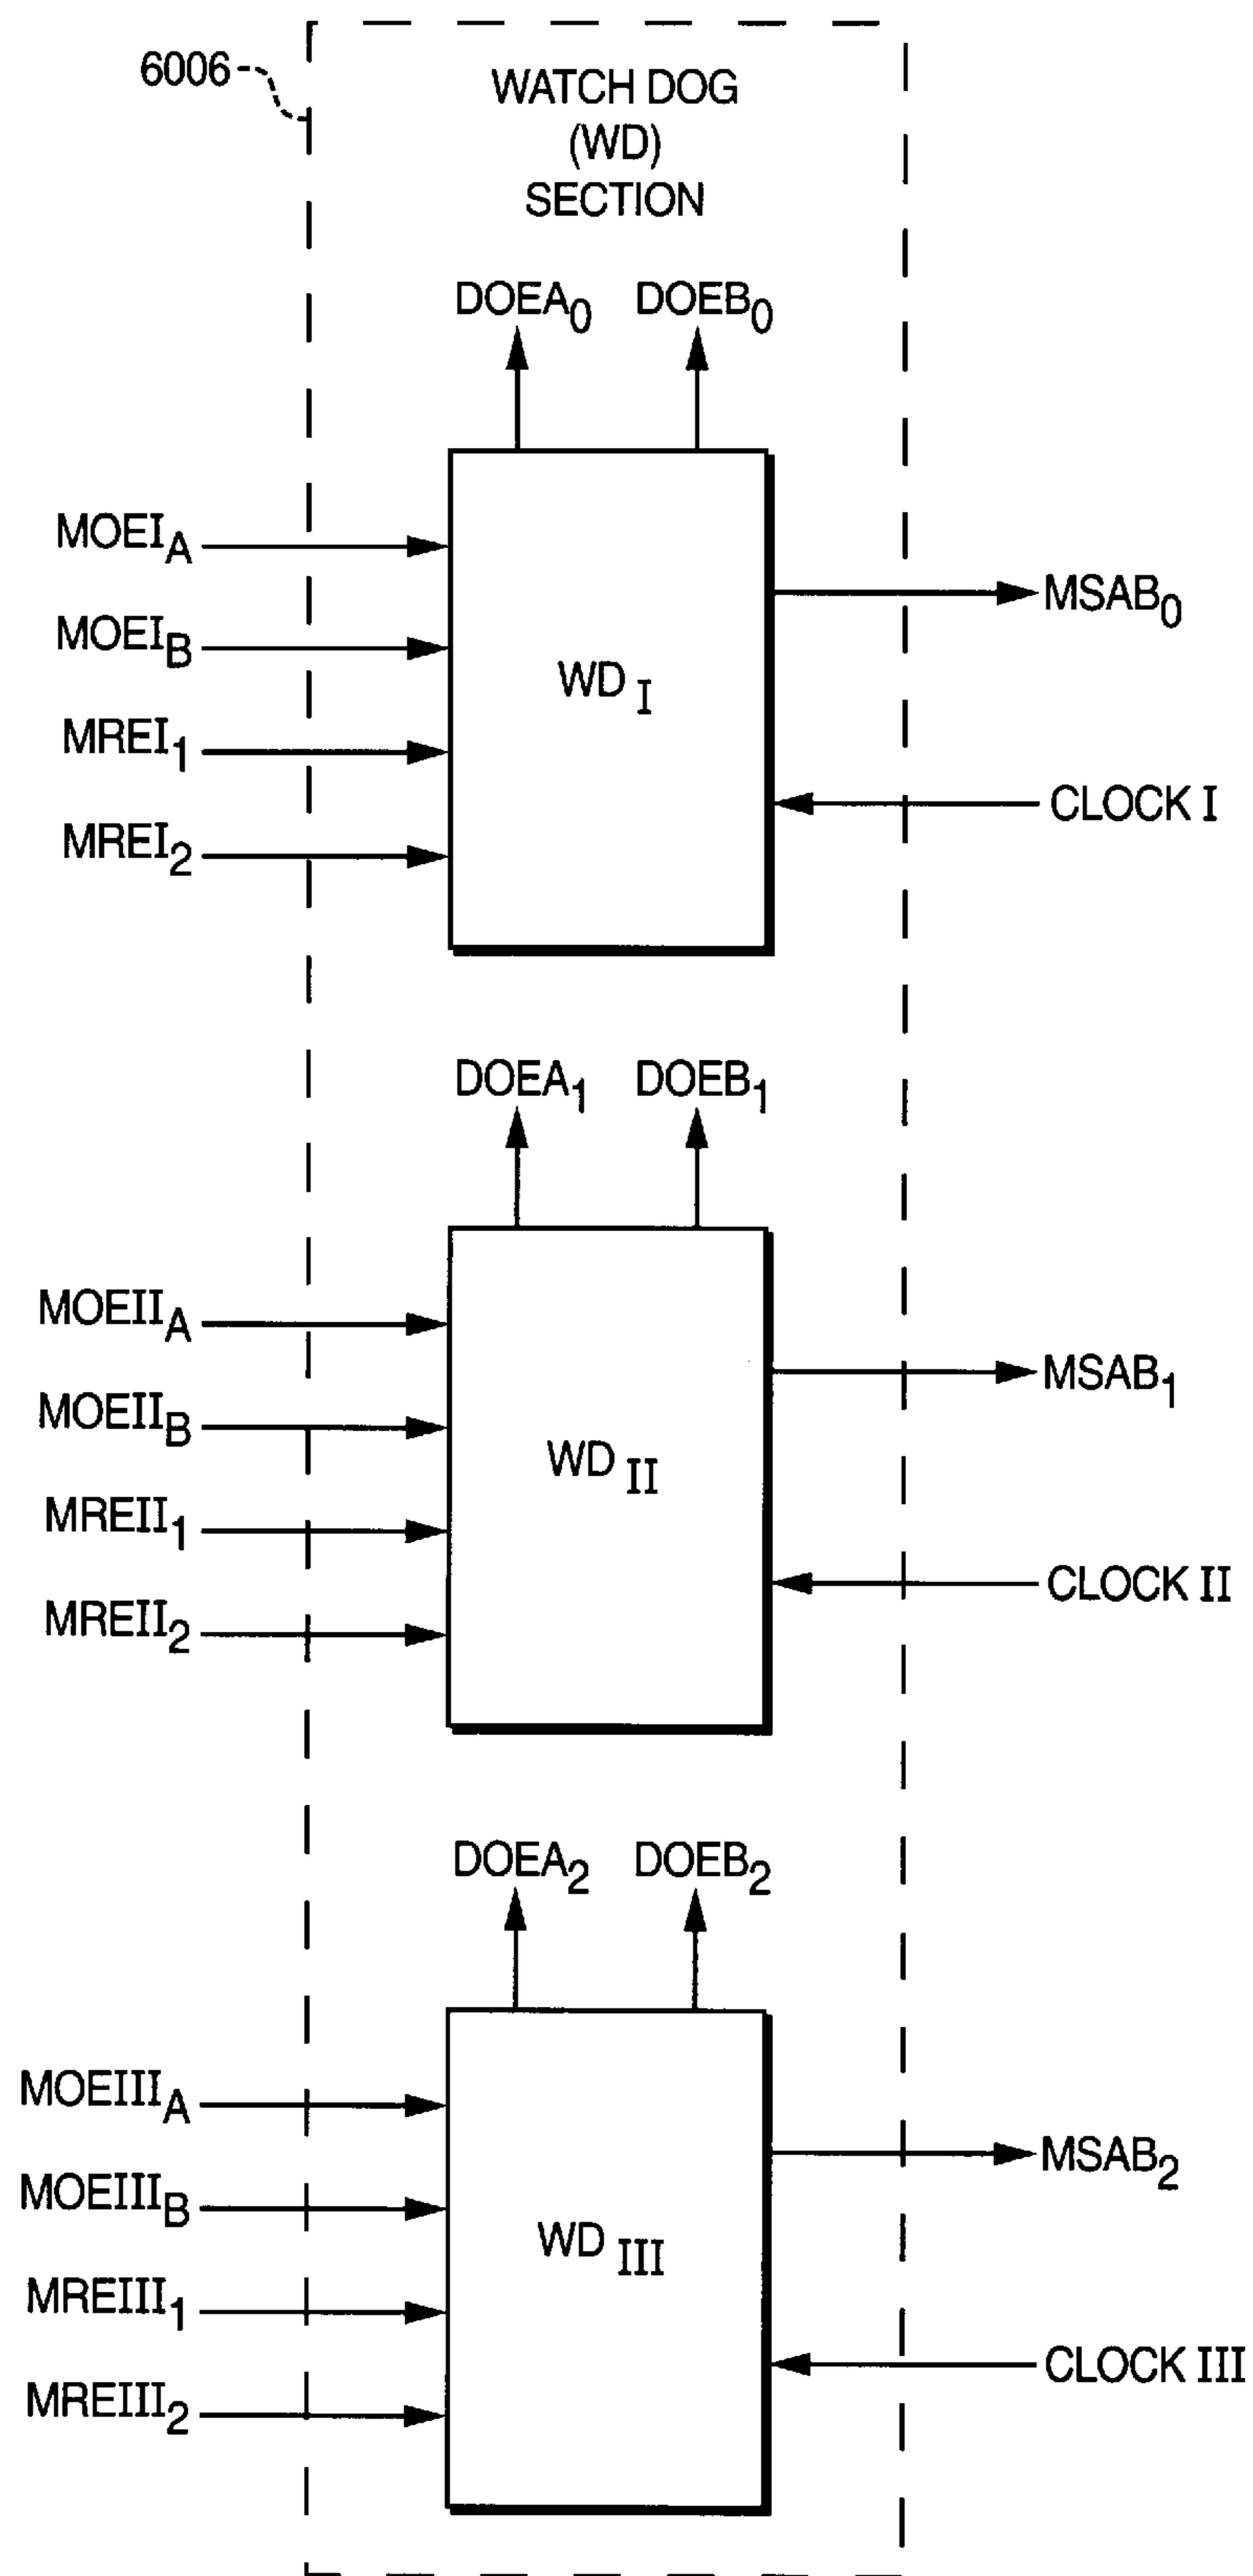 6006
WATCH DOG
(WD)
SECTION
DOEA0 DOEB0
MOEIA
MOEIB
MREI1
MREI2
WD I
MSAB0
CLOCK I
DOEA1 DOEB1
MOEIIA
MOEIIB
MREII1
MREII2
WD II
MSAB1
CLOCK II
DOEA2 DOEB2
MOEIIIA
MOEIIIB
MREIII1
MREIII2
WD III
MSAB2
CLOCK III